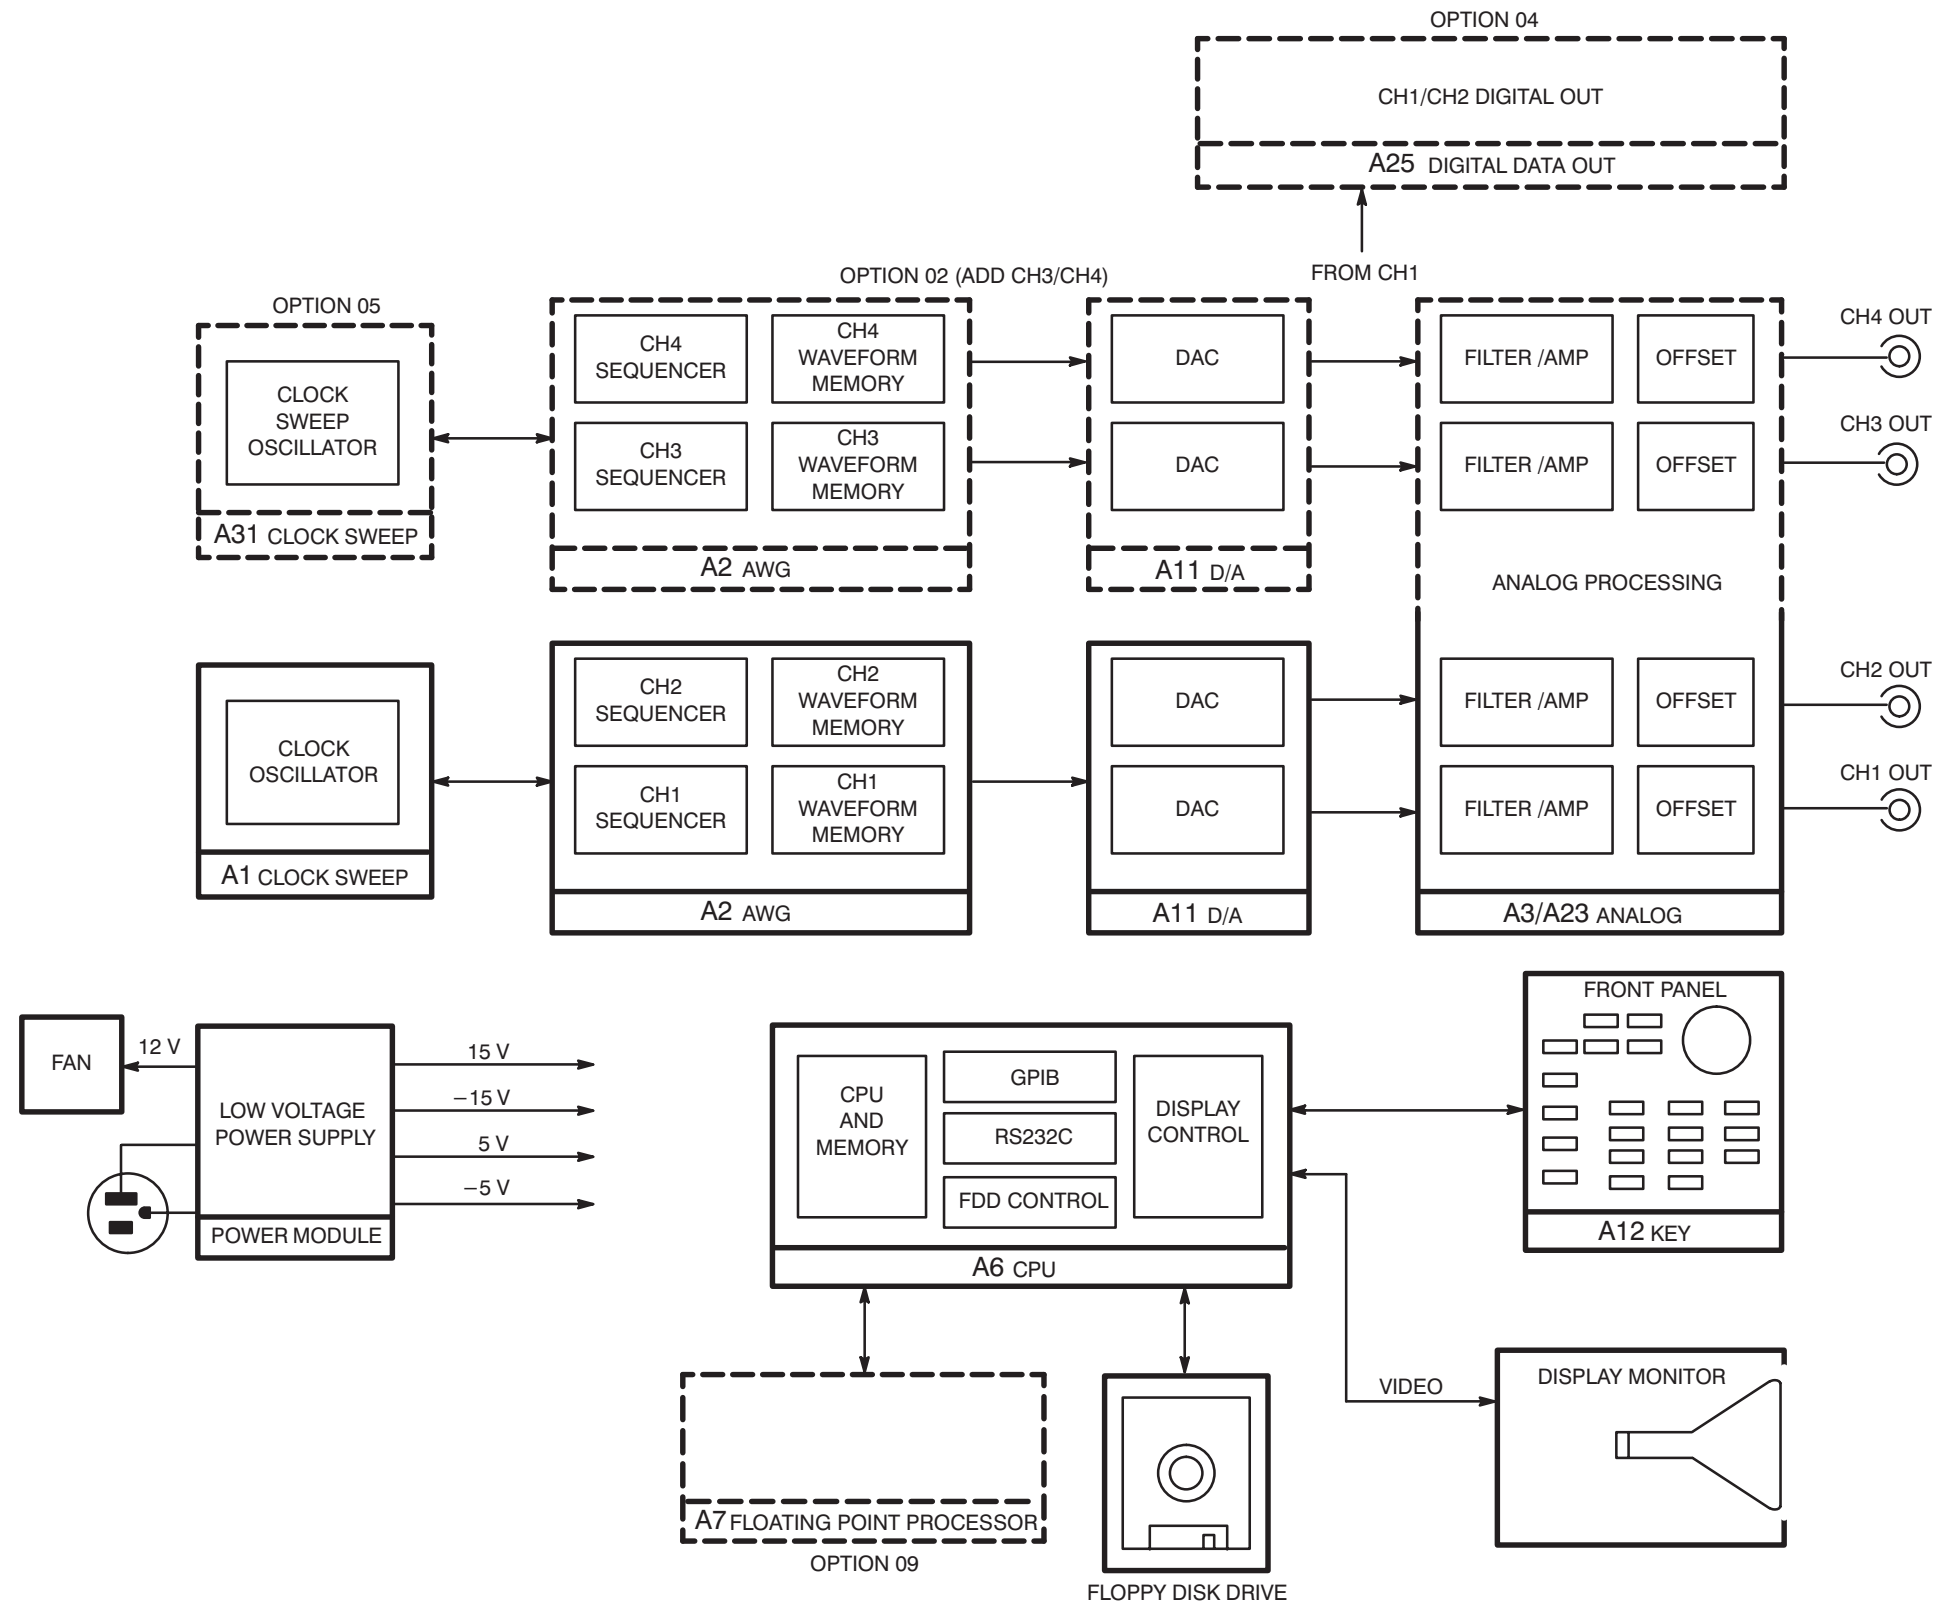 OPTION 04
CH1/CH2 DIGITAL OUT
A25 DIGITAL DATA OUT
FROM CH1
OPTION 02 (ADD CH3/CH4)
OPTION 05
CLOCK
SWEEP
OSCILLATOR
A31 CLOCK SWEEP
CH4
SEQUENCER
CH4
WAVEFORM
MEMORY
CH3
SEQUENCER
CH3
WAVEFORM
MEMORY
A2 AWG
DAC
DAC
A11 D/A
FILTER /AMP
OFFSET
FILTER /AMP
OFFSET
ANALOG PROCESSING
CH4 OUT
CH3 OUT
CLOCK
OSCILLATOR
A1 CLOCK SWEEP
CH2
SEQUENCER
CH2
WAVEFORM
MEMORY
CH1
SEQUENCER
CH1
WAVEFORM
MEMORY
A2 AWG
DAC
DAC
A11 D/A
FILTER /AMP
OFFSET
FILTER /AMP
OFFSET
A3/A23 ANALOG
CH2 OUT
CH1 OUT
FAN
12 V
LOW VOLTAGE
POWER SUPPLY
POWER MODULE
15 V
−15 V
5 V
−5 V
CPU
AND
MEMORY
GPIB
RS232C
FDD CONTROL
DISPLAY
CONTROL
A6 CPU
FRONT PANEL
A12 KEY
VIDEO
DISPLAY MONITOR
A7 FLOATING POINT PROCESSOR
OPTION 09
FLOPPY DISK DRIVE